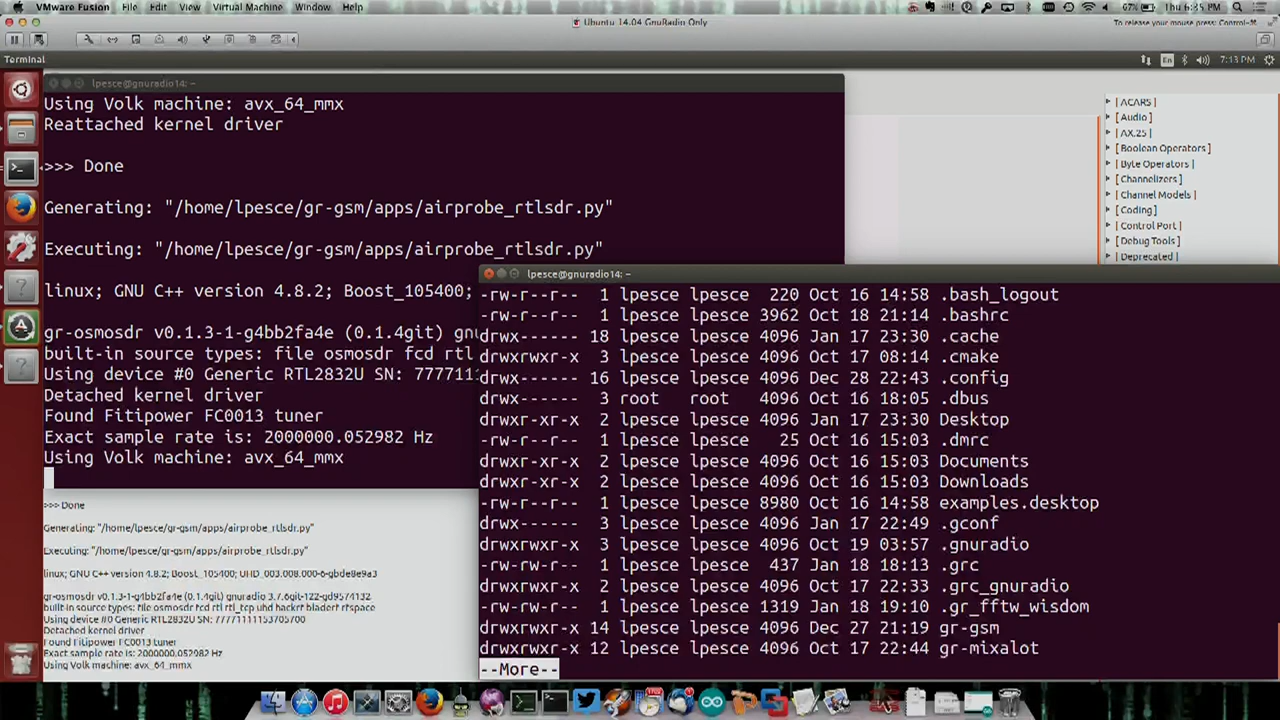 VMware Fusion File Edit View Virtual Machine Window Help
67% Thu 6:35 PM
Ubuntu 14.04 GnuRadio Only
To release your mouse press: Control-⌘
Terminal
En 7:13 PM
lpesce@gnuradio14: ~
Using Volk machine: avx_64_mmx
Reattached kernel driver
>>> Done
Generating: "/home/lpesce/gr-gsm/apps/airprobe_rtlsdr.py"
Executing: "/home/lpesce/gr-gsm/apps/airprobe_rtlsdr.py"
linux; GNU C++ version 4.8.2; Boost_105400;
gr-osmosdr v0.1.3-1-g4bb2fa4e (0.1.4git) gnu
built-in source types: file osmosdr fcd rtl
Using device #0 Generic RTL2832U SN: 7777111
Detached kernel driver
Found Fitipower FC0013 tuner
Exact sample rate is: 2000000.052982 Hz
Using Volk machine: avx_64_mmx
[ ACARS ]
[ Audio ]
[ AX.25 ]
[ Boolean Operators ]
[ Byte Operators ]
[ Channelizers ]
[ Channel Models ]
[ Coding ]
[ Control Port ]
[ Debug Tools ]
[ Deprecated ]
lpesce@gnuradio14: ~
-rw-r--r-- 1 lpesce lpesce 220 Oct 16 14:58 .bash_logout
-rw-r--r-- 1 lpesce lpesce 3962 Oct 18 21:14 .bashrc
drwx------ 18 lpesce lpesce 4096 Jan 17 23:30 .cache
drwxrwxr-x 3 lpesce lpesce 4096 Oct 17 08:14 .cmake
drwx------ 16 lpesce lpesce 4096 Dec 28 22:43 .config
drwx------ 3 root root 4096 Oct 16 18:05 .dbus
drwxr-xr-x 2 lpesce lpesce 4096 Jan 17 23:30 Desktop
-rw-r--r-- 1 lpesce lpesce 25 Oct 16 15:03 .dmrc
drwxr-xr-x 2 lpesce lpesce 4096 Oct 16 15:03 Documents
drwxr-xr-x 2 lpesce lpesce 4096 Oct 16 15:03 Downloads
-rw-r--r-- 1 lpesce lpesce 8980 Oct 16 14:58 examples.desktop
drwx------ 3 lpesce lpesce 4096 Jan 17 22:49 .gconf
drwxrwxr-x 3 lpesce lpesce 4096 Oct 19 03:57 .gnuradio
-rw-r--r-- 1 lpesce lpesce 437 Jan 18 18:13 .grc
drwxrwxr-x 2 lpesce lpesce 4096 Oct 17 22:33 .grc_gnuradio
-rw-rw-r-- 1 lpesce lpesce 1319 Jan 18 19:10 .gr_fftw_wisdom
drwxrwxr-x 14 lpesce lpesce 4096 Dec 27 21:19 gr-gsm
drwxrwxr-x 12 lpesce lpesce 4096 Oct 17 22:44 gr-mixalot
--More--
>>> Done
Generating: "/home/lpesce/gr-gsm/apps/airprobe_rtlsdr.py"
Executing: "/home/lpesce/gr-gsm/apps/airprobe_rtlsdr.py"
linux; GNU C++ version 4.8.2; Boost_105400; UHD_003.008.000-6-gbde8e9a3
gr-osmosdr v0.1.3-1-g4bb2fa4e (0.1.4git) gnuradio 3.7.6git-122-gd9574132
built-in source types: file osmosdr fcd rtl rtl_tcp uhd hackrf bladerf rfspace
Using device #0 Generic RTL2832U SN: 77771111153705700
Detached kernel driver
Found Fitipower FC0013 tuner
Exact sample rate is: 2000000.052982 Hz
Using Volk machine: avx_64_mmx